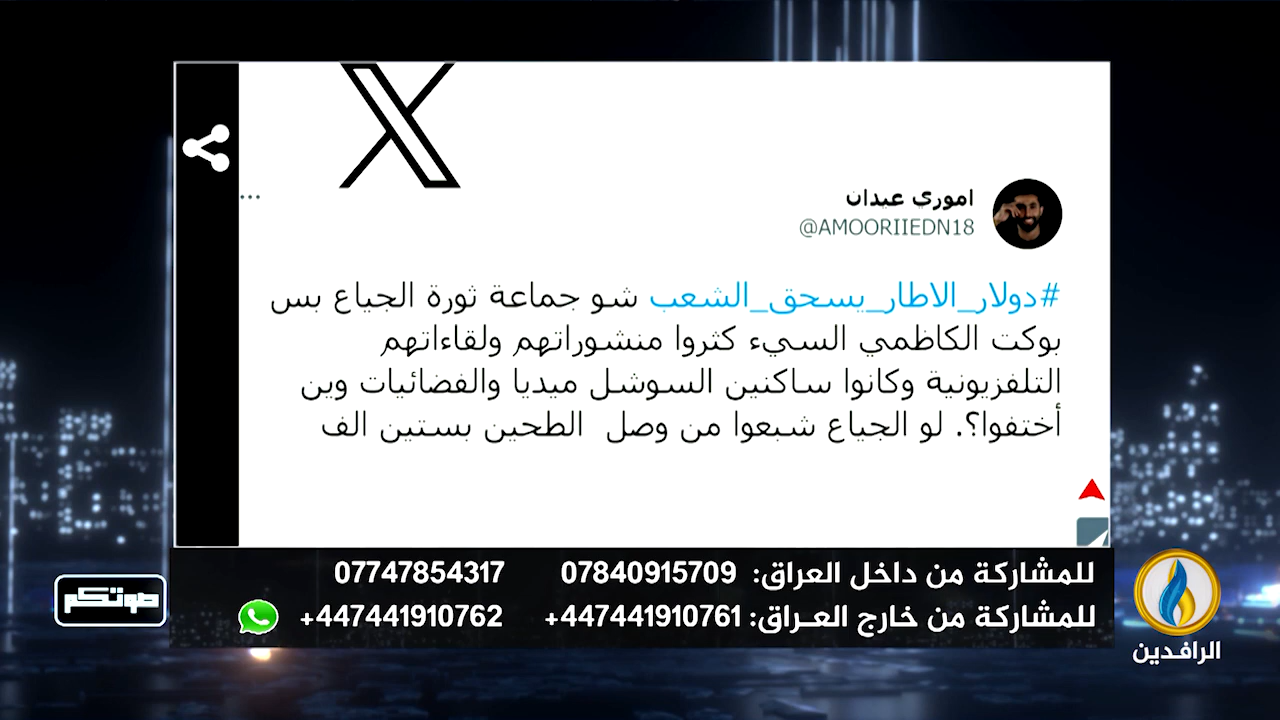 اموري عيدان
@AMOORIIEDN18
#دولار_الاطار_يسحق_الشعب شو جماعة ثورة الجياع بس
بوكت الكاظمي السيء كثروا منشوراتهم ولقاءاتهم
التلفزيونية وكانوا ساكنين السوشل ميديا والفضائيات وين
أختفوا؟. لو الجياع شبعوا من وصل الطحين بستين الف
للمشاركة من داخل العراق: 07840915709 07747854317
للمشاركة من خارج العـراق: +447441910761 +447441910762
صوتكم
الرافدين